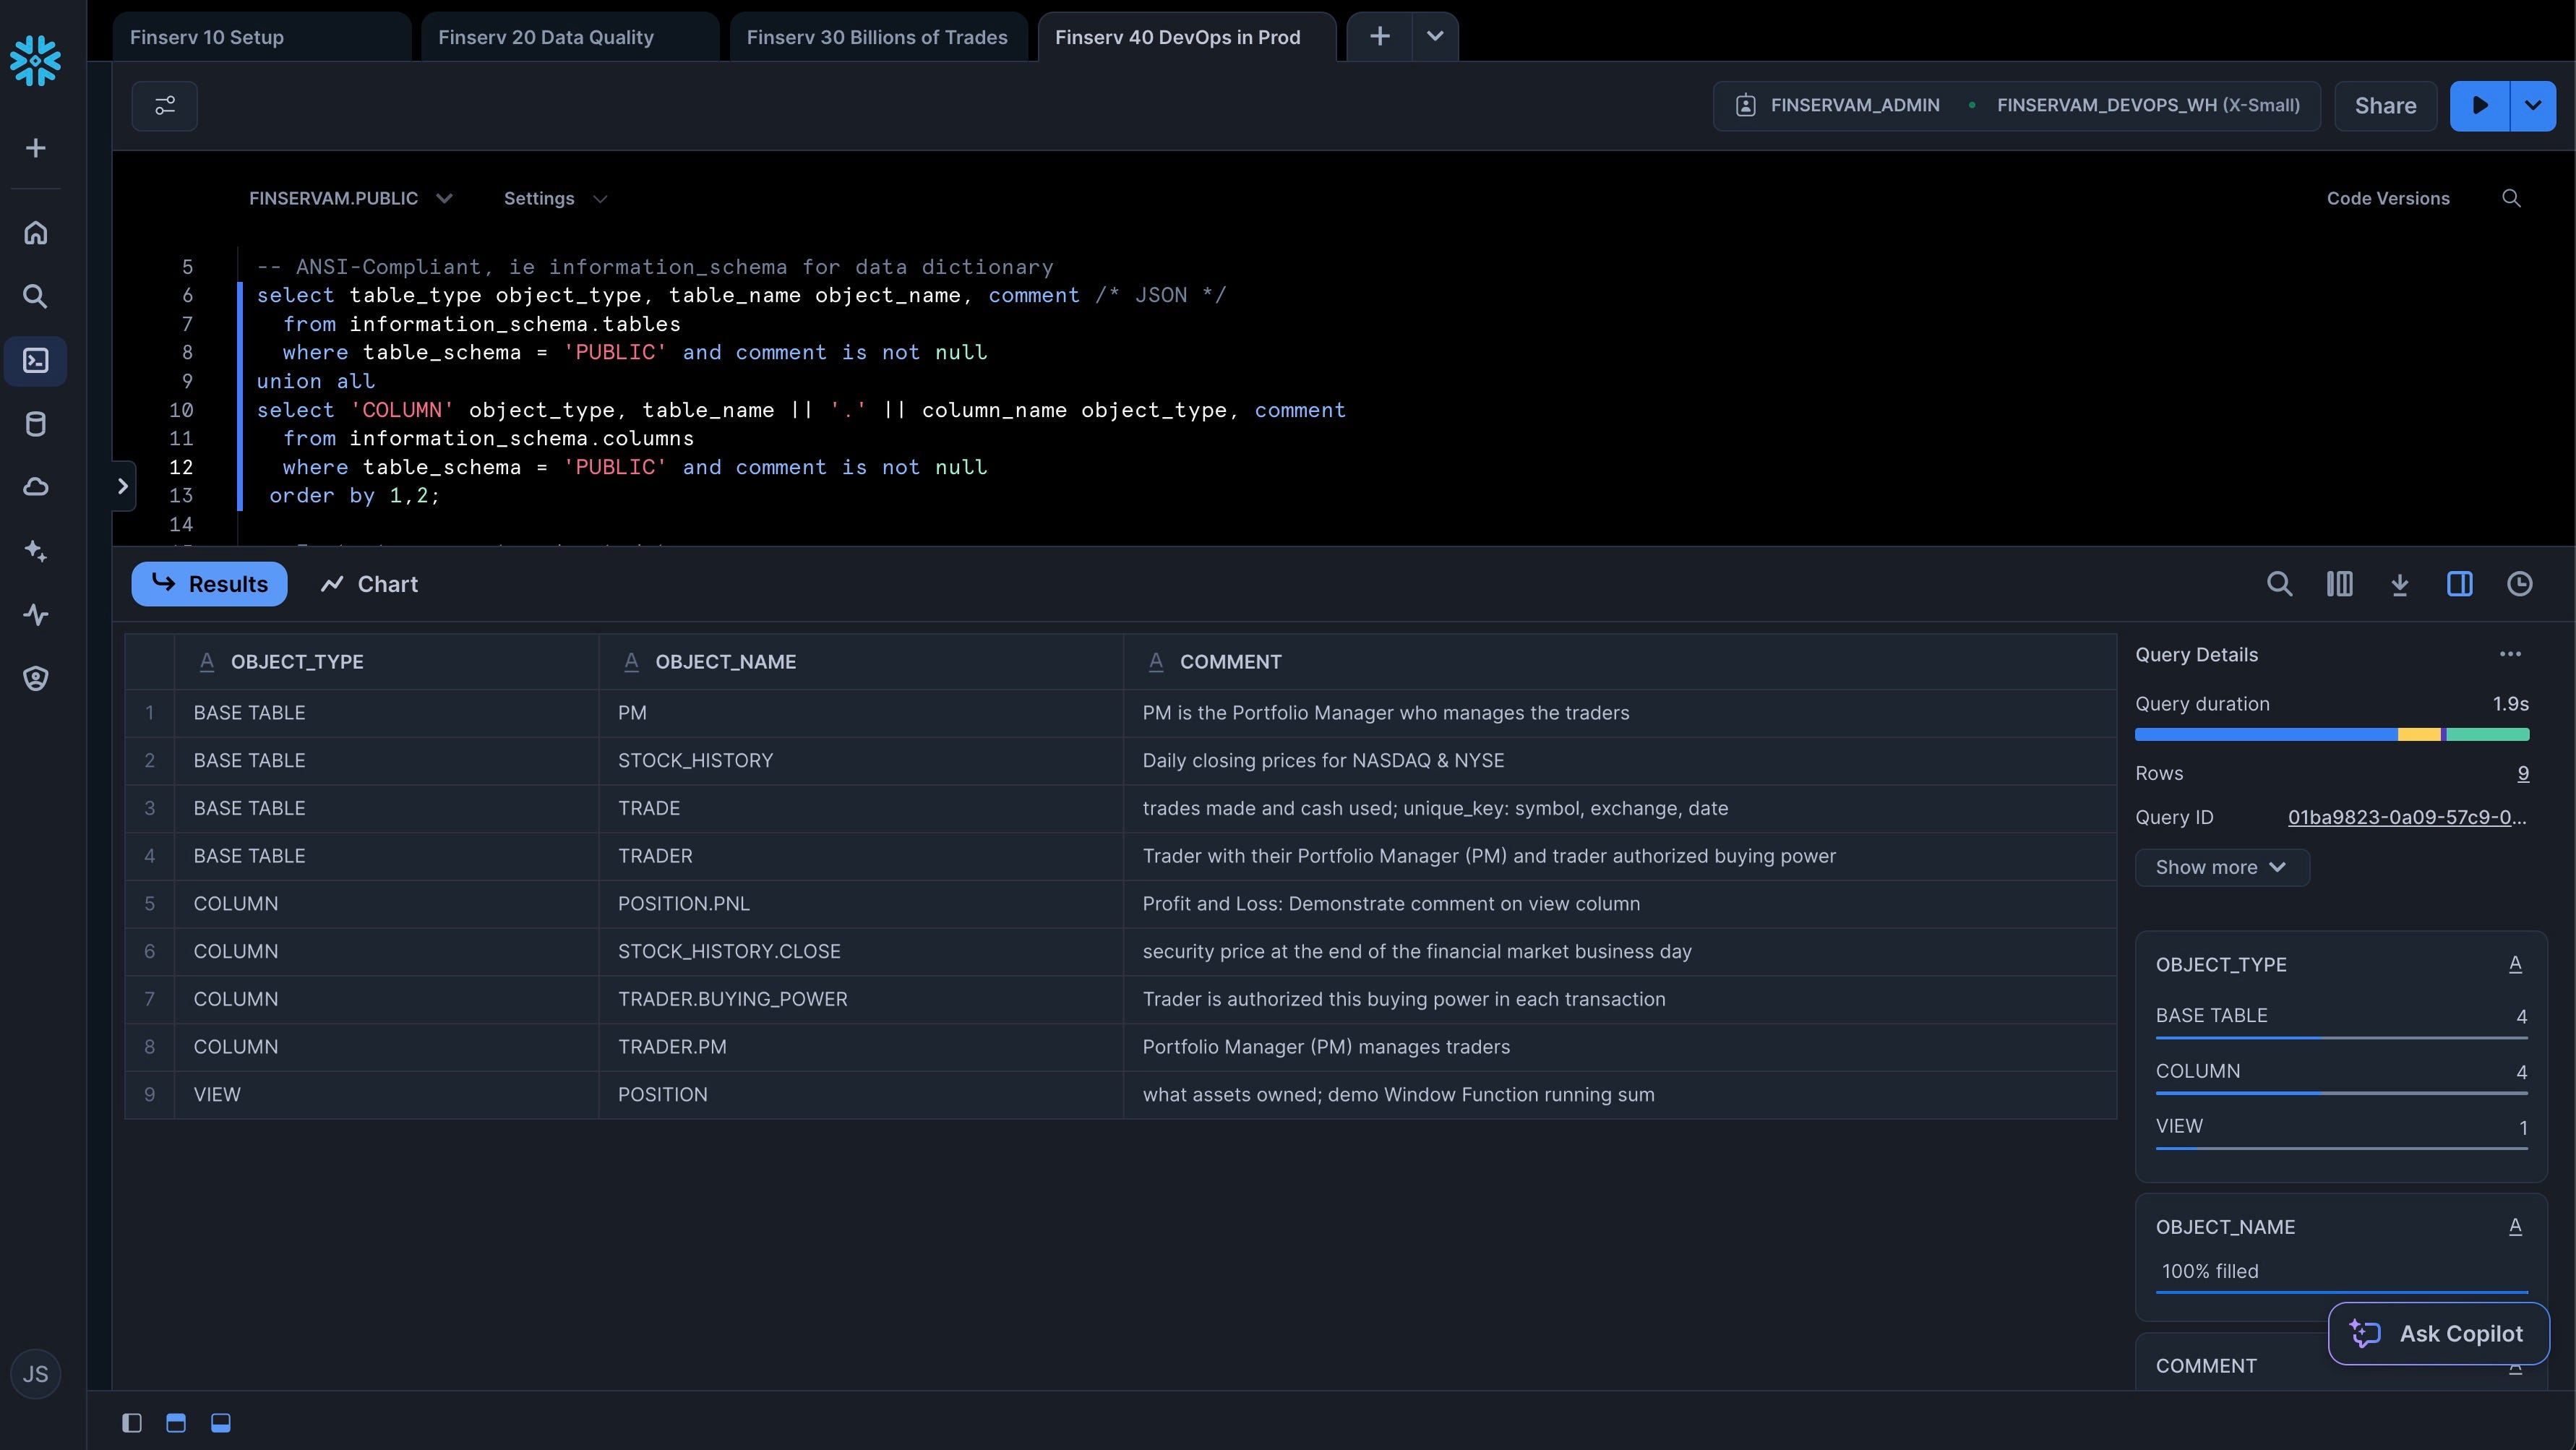 Finserv 10 Setup
Finserv 20 Data Quality
Finserv 30 Billions of Trades
Finserv 40 DevOps in Prod
FINSERVAM_ADMIN • FINSERVAM_DEVOPS_WH (X-Small)
Share
FINSERVAM.PUBLIC
Settings
Code Versions
5 -- ANSI-Compliant, ie information_schema for data dictionary
6 select table_type object_type, table_name object_name, comment /* JSON */
7 from information_schema.tables
8 where table_schema = 'PUBLIC' and comment is not null
9 union all
10 select 'COLUMN' object_type, table_name || '.' || column_name object_type, comment
11 from information_schema.columns
12 where table_schema = 'PUBLIC' and comment is not null
13 order by 1,2;
14
Results
Chart
A OBJECT_TYPE A OBJECT_NAME A COMMENT
1 BASE TABLE PM PM is the Portfolio Manager who manages the traders
2 BASE TABLE STOCK_HISTORY Daily closing prices for NASDAQ & NYSE
3 BASE TABLE TRADE trades made and cash used; unique_key: symbol, exchange, date
4 BASE TABLE TRADER Trader with their Portfolio Manager (PM) and trader authorized buying power
5 COLUMN POSITION.PNL Profit and Loss: Demonstrate comment on view column
6 COLUMN STOCK_HISTORY.CLOSE security price at the end of the financial market business day
7 COLUMN TRADER.BUYING_POWER Trader is authorized this buying power in each transaction
8 COLUMN TRADER.PM Portfolio Manager (PM) manages traders
9 VIEW POSITION what assets owned; demo Window Function running sum
Query Details
Query duration 1.9s
Rows 9
Query ID 01ba9823-0a09-57c9-0...
Show more
OBJECT_TYPE A
BASE TABLE 4
COLUMN 4
VIEW 1
OBJECT_NAME A
100% filled
Ask Copilot
COMMENT A
JS